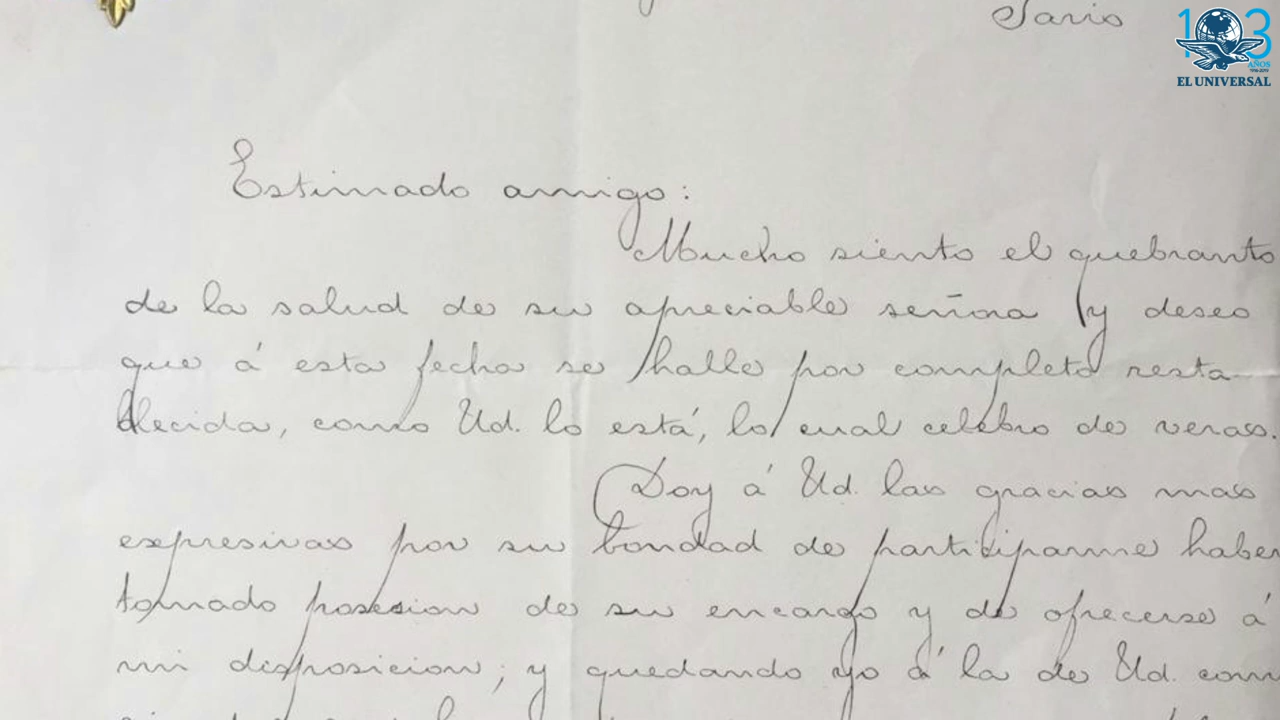 Paris
103
AÑOS
EL UNIVERSAL
Estimado amigo:
Mucho siento el quebranto
de la salud de su apreciable señora y deseo
que á esta fecha se halle por completo resta-
blecida, como Ud. lo está, lo cual celebro de veras.
Doy á Ud. las gracias mas
expresivas por su bondad de participarme haber
tomado posesion de su encargo y de ofrecerse á
mi disposicion; y quedando yo á la de Ud. como